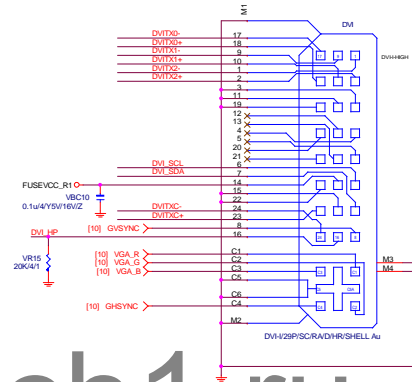 M1
DVI
DVITX0- 17
DVITX0+ 18
DVITX1- 9
DVITX1+ 10
DVITX2- 1
DVITX2+ 2
DVI-I-HIGH
3
11
19
12
13
4
5
20
21
DVI_SCL 6
DVI_SDA 7
FUSEVCC_R1 14
15
VBC10
0.1u/4/Y5V/16V/Z
22
DVITXC- 24
DVITXC+ 23
[10] GVSYNC 8
DVI_HP 16
VR15
20K/4/1
[10] VGA_R C1
[10] VGA_G C2
[10] VGA_B C3
C5
C6
[10] GHSYNC C4
M3
M4
M2
DVI-I/29P/SC/RA/D/HR/SHELL Au